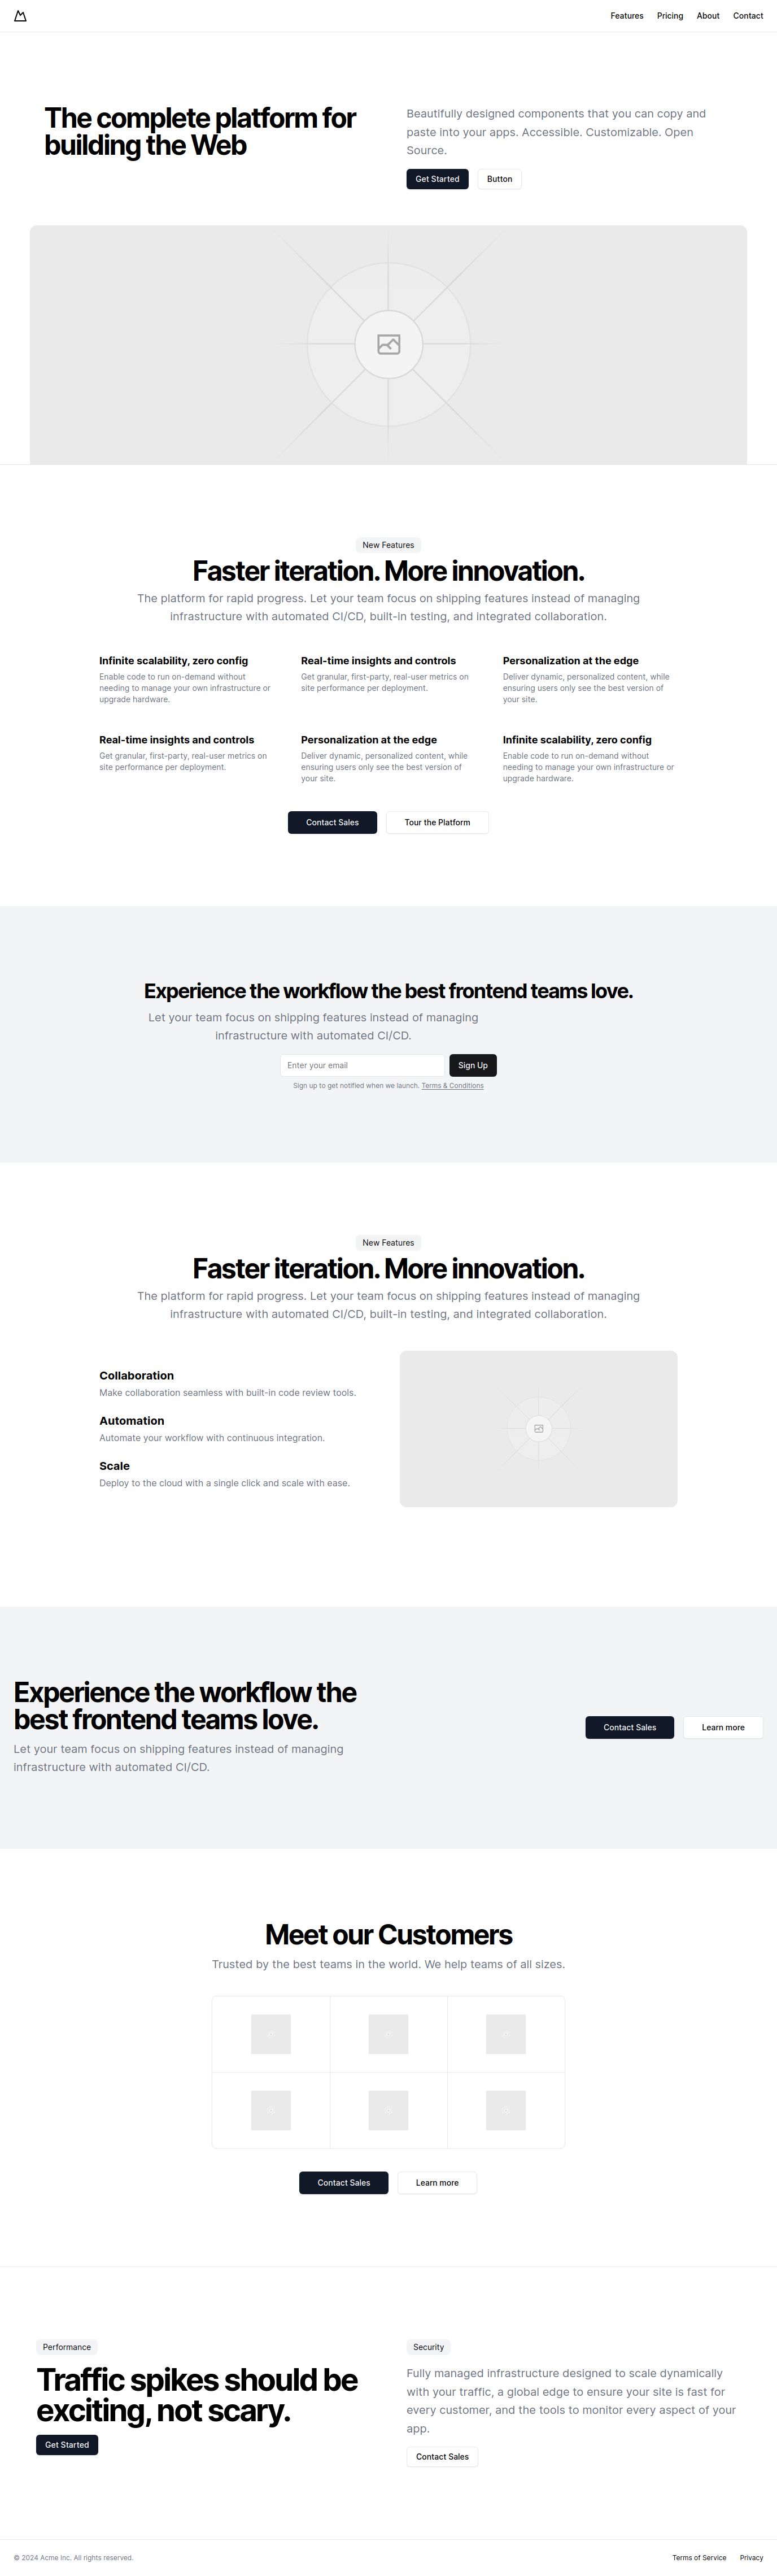 Features Pricing About Contact
The complete platform for
building the Web
Beautifully designed components that you can copy and
paste into your apps. Accessible. Customizable. Open
Source.
Get Started Button
New Features
Faster iteration. More innovation.
The platform for rapid progress. Let your team focus on shipping features instead of managing
infrastructure with automated CI/CD, built-in testing, and integrated collaboration.
Infinite scalability, zero config
Enable code to run on-demand without
needing to manage your own infrastructure or
upgrade hardware.
Real-time insights and controls
Get granular, first-party, real-user metrics on
site performance per deployment.
Personalization at the edge
Deliver dynamic, personalized content, while
ensuring users only see the best version of
your site.
Real-time insights and controls
Get granular, first-party, real-user metrics on
site performance per deployment.
Personalization at the edge
Deliver dynamic, personalized content, while
ensuring users only see the best version of
your site.
Infinite scalability, zero config
Enable code to run on-demand without
needing to manage your own infrastructure or
upgrade hardware.
Contact Sales Tour the Platform
Experience the workflow the best frontend teams love.
Let your team focus on shipping features instead of managing
infrastructure with automated CI/CD.
Enter your email Sign Up
Sign up to get notified when we launch. Terms & Conditions
New Features
Faster iteration. More innovation.
The platform for rapid progress. Let your team focus on shipping features instead of managing
infrastructure with automated CI/CD, built-in testing, and integrated collaboration.
Collaboration
Make collaboration seamless with built-in code review tools.
Automation
Automate your workflow with continuous integration.
Scale
Deploy to the cloud with a single click and scale with ease.
Experience the workflow the
best frontend teams love.
Let your team focus on shipping features instead of managing
infrastructure with automated CI/CD.
Contact Sales Learn more
Meet our Customers
Trusted by the best teams in the world. We help teams of all sizes.
Contact Sales Learn more
Performance
Traffic spikes should be
exciting, not scary.
Get Started
Security
Fully managed infrastructure designed to scale dynamically
with your traffic, a global edge to ensure your site is fast for
every customer, and the tools to monitor every aspect of your
app.
Contact Sales
© 2024 Acme Inc. All rights reserved.
Terms of Service Privacy